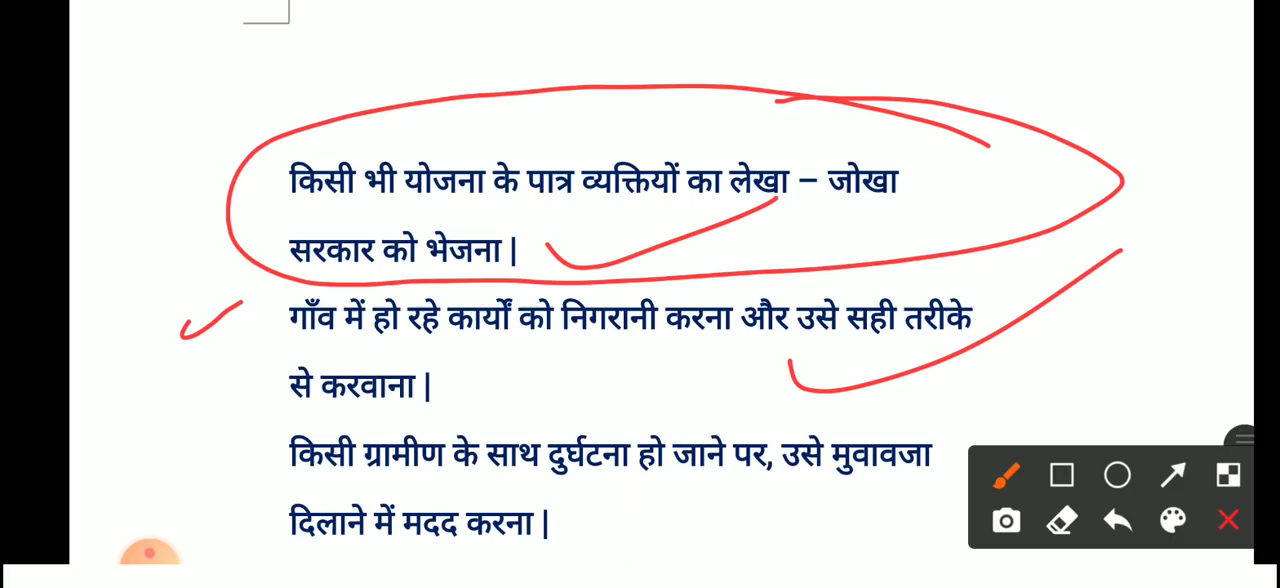 किसी भी योजना के पात्र व्यक्तियों का लेखा – जोखा
सरकार को भेजना |
गाँव में हो रहे कार्यों को निगरानी करना और उसे सही तरीके
से करवाना |
किसी ग्रामीण के साथ दुर्घटना हो जाने पर, उसे मुवावजा
दिलाने में मदद करना |